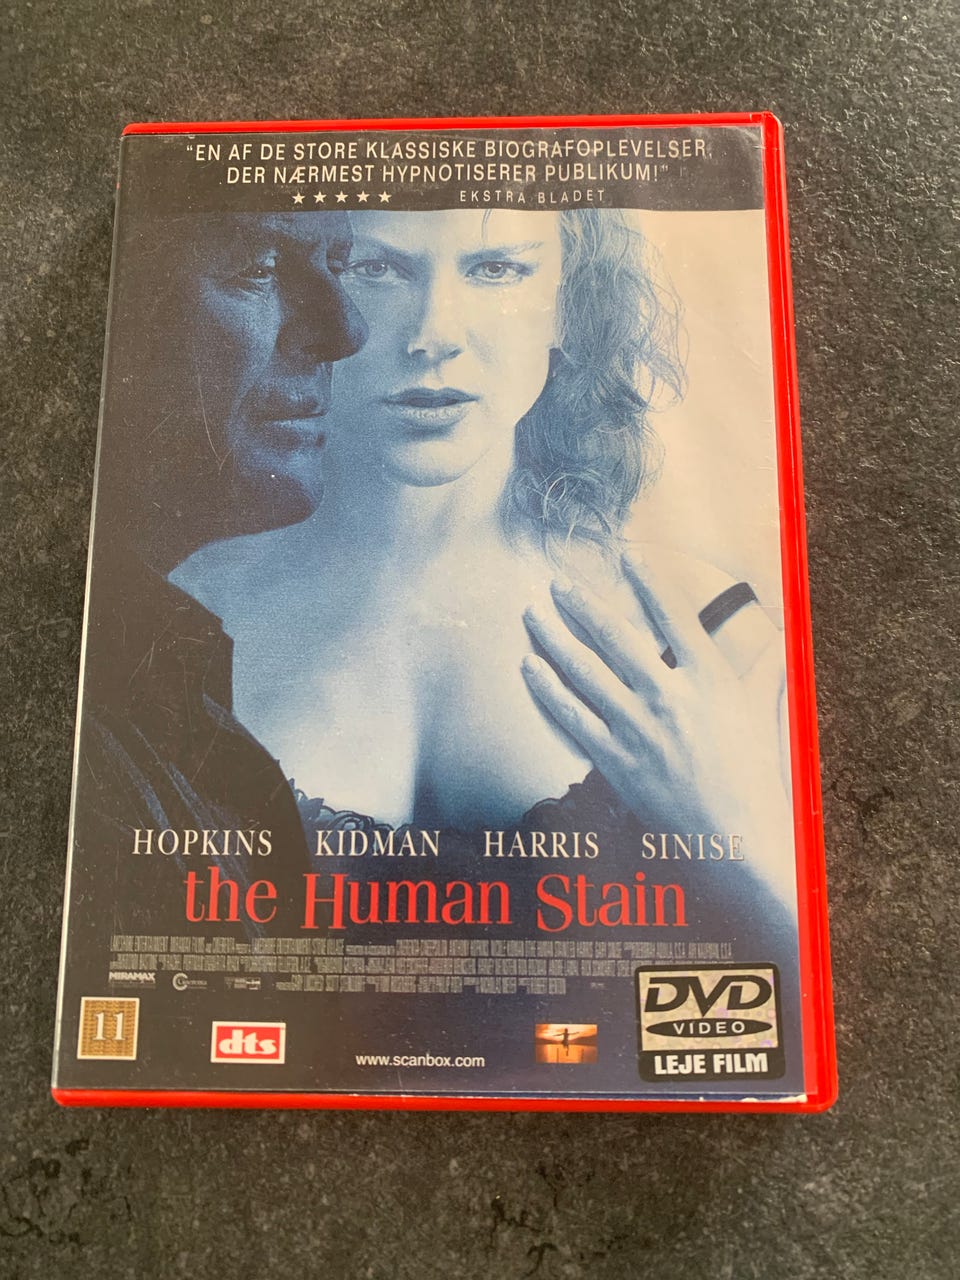 "EN AF DE STORE KLASSISKE BIOGRAFOPLEVELSER,
DER NÆRMEST HYPNOTISERER PUBLIKUM!"
★★★★★ EKSTRA BLADET
HOPKINS KIDMAN HARRIS SINISE
the Human Stain
MIRAMAX
11
dts
www.scanbox.com
DVD
VIDEO
LEJE FILM